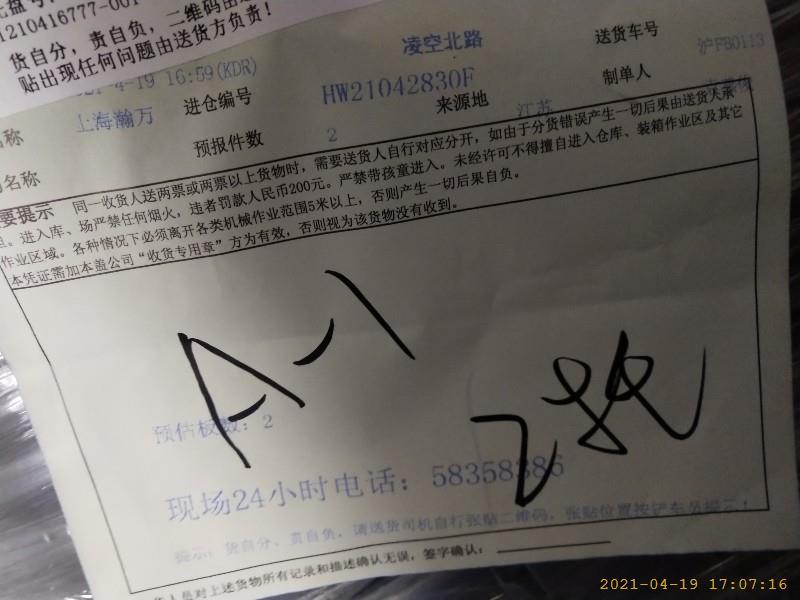 托盘号
1210416777-001
货自分，责自负，二维码由送
贴出现任何问题由送货方负责！
凌空北路 送货车号 沪FB0113
21-4-19 16:59(KDR)
进仓编号 HW21042830F 制单人
名称 上海瀚万 预报件数 2 来源地 江苏
名称
要提示 同一收货人送两票或两票以上货物时，需要送货人自行对应分开，如由于分货错误产生一切后果由送货人承
担。进入库、场严禁任何烟火，违者罚款人民币200元。严禁带孩童进入。未经许可不得擅自进入仓库、装箱作业区及其它
作业区域。各种情况下必须离开各类机械作业范围5米以上，否则产生一切后果自负。
本凭证需加本盖公司“收货专用章”方为有效，否则视为该货物没有收到。
A-1
预估板数：2
2托
现场24小时电话：58358386
提示：货自分、责自负，请送货司机自行张贴二维码，张贴位置按铲车员提示！
货人员对上述货物所有记录和描述确认无误，签字确认：
2021-04-19 17:07:16